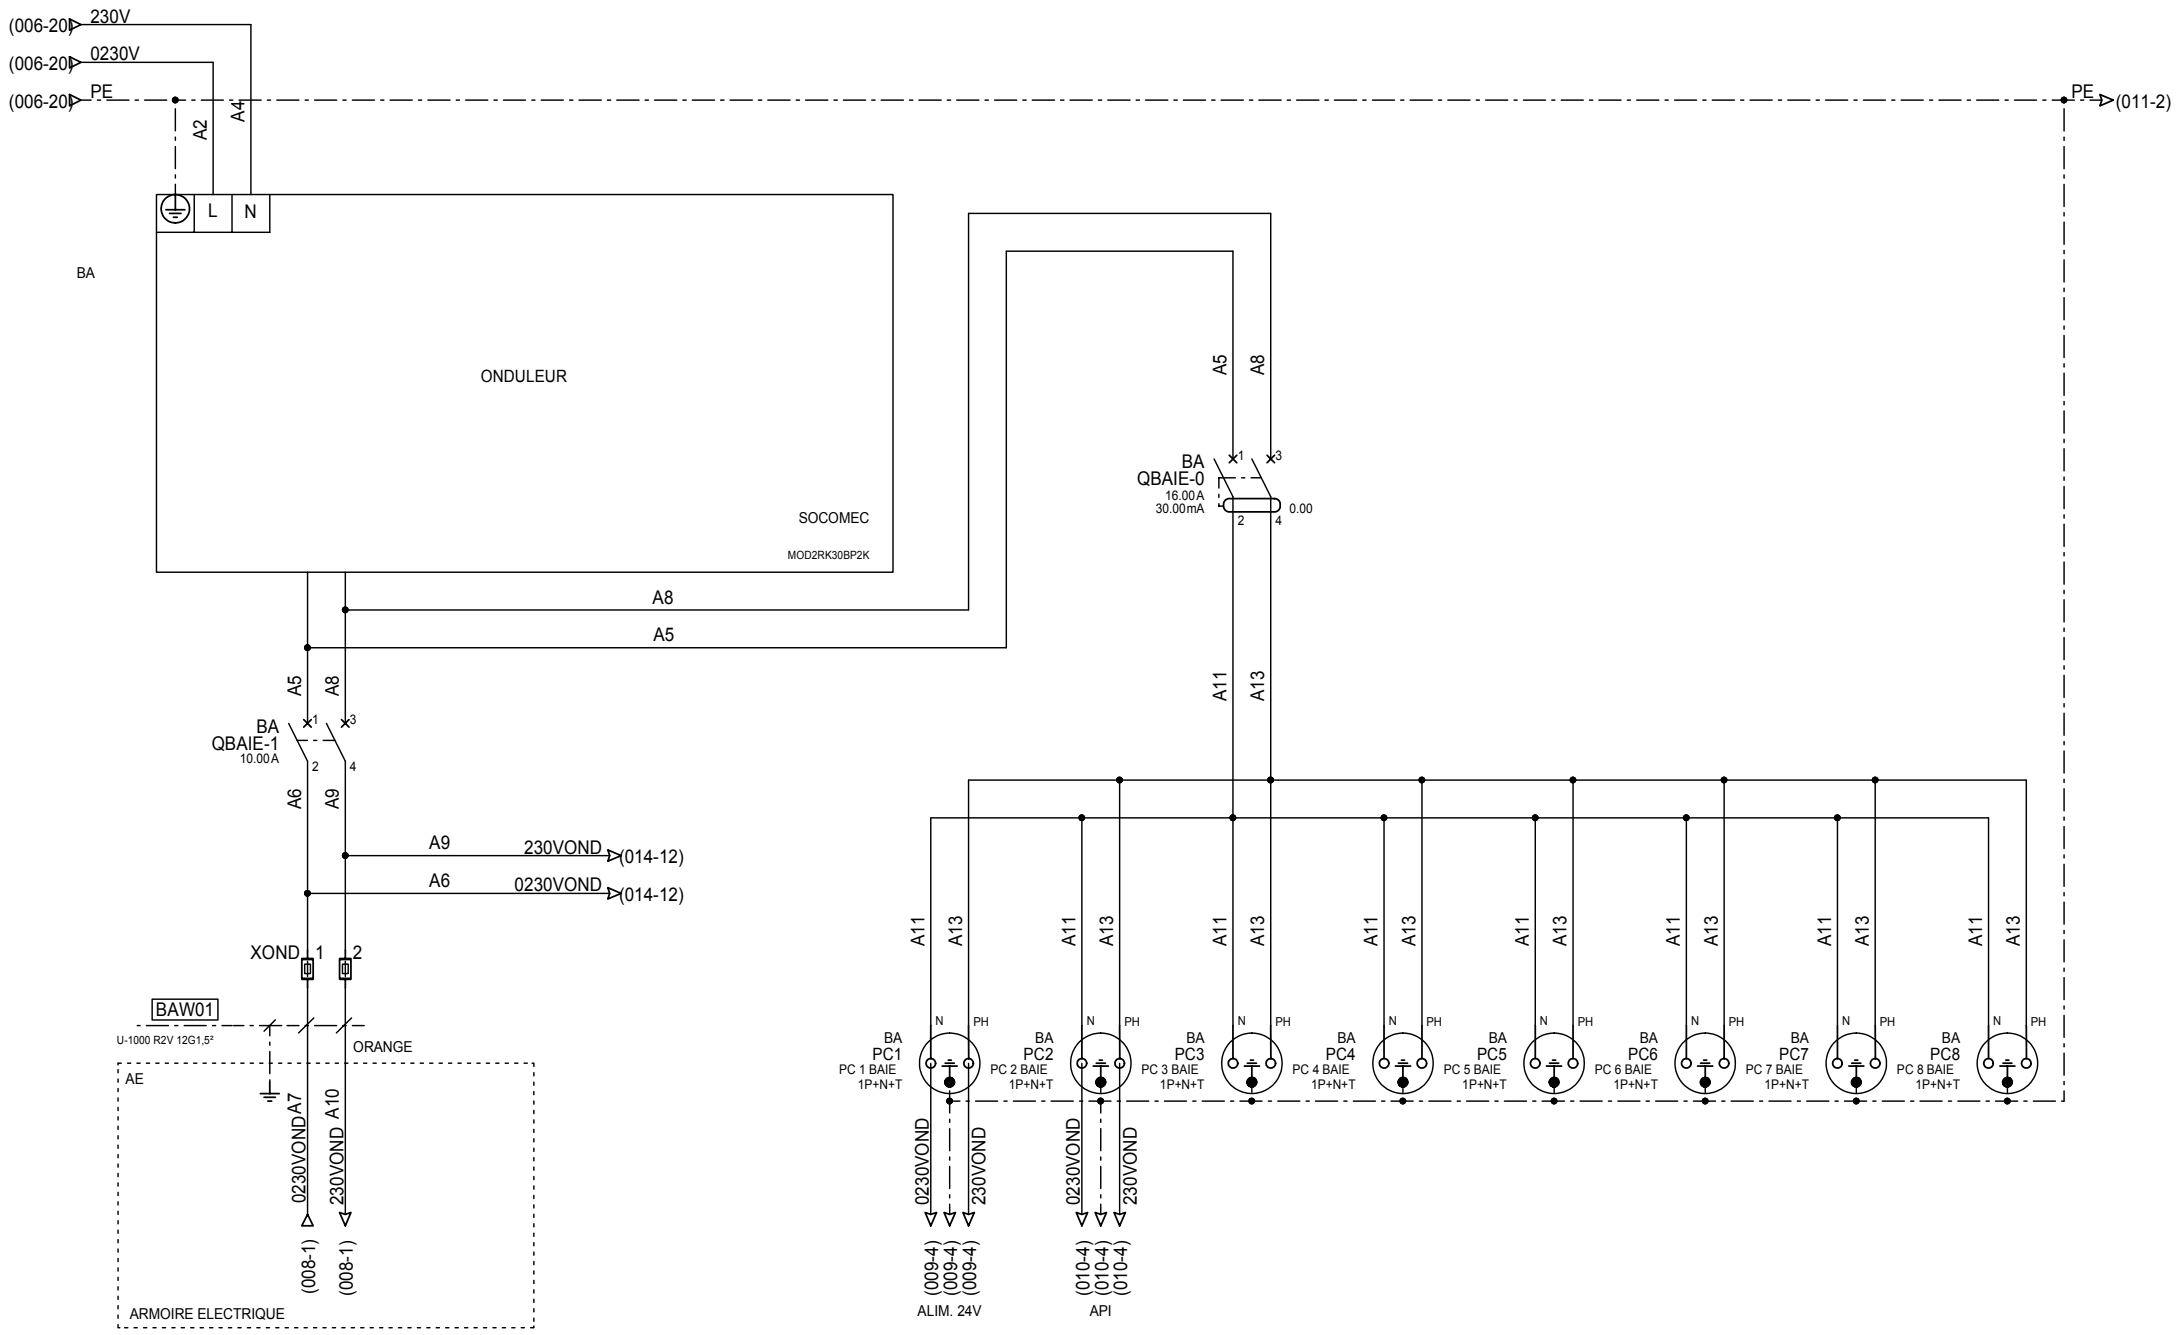 (006-20) 230V
(006-20) 0230V
(006-20) PE
PE (011-2)
A2
A4
L N
BA
ONDULEUR
SOCOMEC
MOD2RK30BP2K
A8
A5
A5
A8
BA
QBAIE-0
16.00A
30.00mA
1
3
2
4
0.00
A11
A13
A5
A8
BA
QBAIE-1
10.00A
1
3
2
4
A6
A9
A9 230VOND (014-12)
A6 0230VOND (014-12)
XOND 1 2
BAW01
U-1000 R2V 12G1,5²
ORANGE
AE
0230VOND A7
230VOND A10
(008-1)
(008-1)
ARMOIRE ELECTRIQUE
A11 A13 A11 A13 A11 A13 A11 A13 A11 A13 A11 A13 A11 A13 A11 A13
N PH N PH N PH N PH N PH N PH N PH N PH
BA BA BA BA BA BA BA BA
PC1 PC2 PC3 PC4 PC5 PC6 PC7 PC8
PC 1 BAIE PC 2 BAIE PC 3 BAIE PC 4 BAIE PC 5 BAIE PC 6 BAIE PC 7 BAIE PC 8 BAIE
1P+N+T 1P+N+T 1P+N+T 1P+N+T 1P+N+T 1P+N+T 1P+N+T 1P+N+T
0230VOND 230VOND 0230VOND 230VOND
(009-4) (009-4) (009-4) (010-4) (010-4) (010-4)
ALIM. 24V API